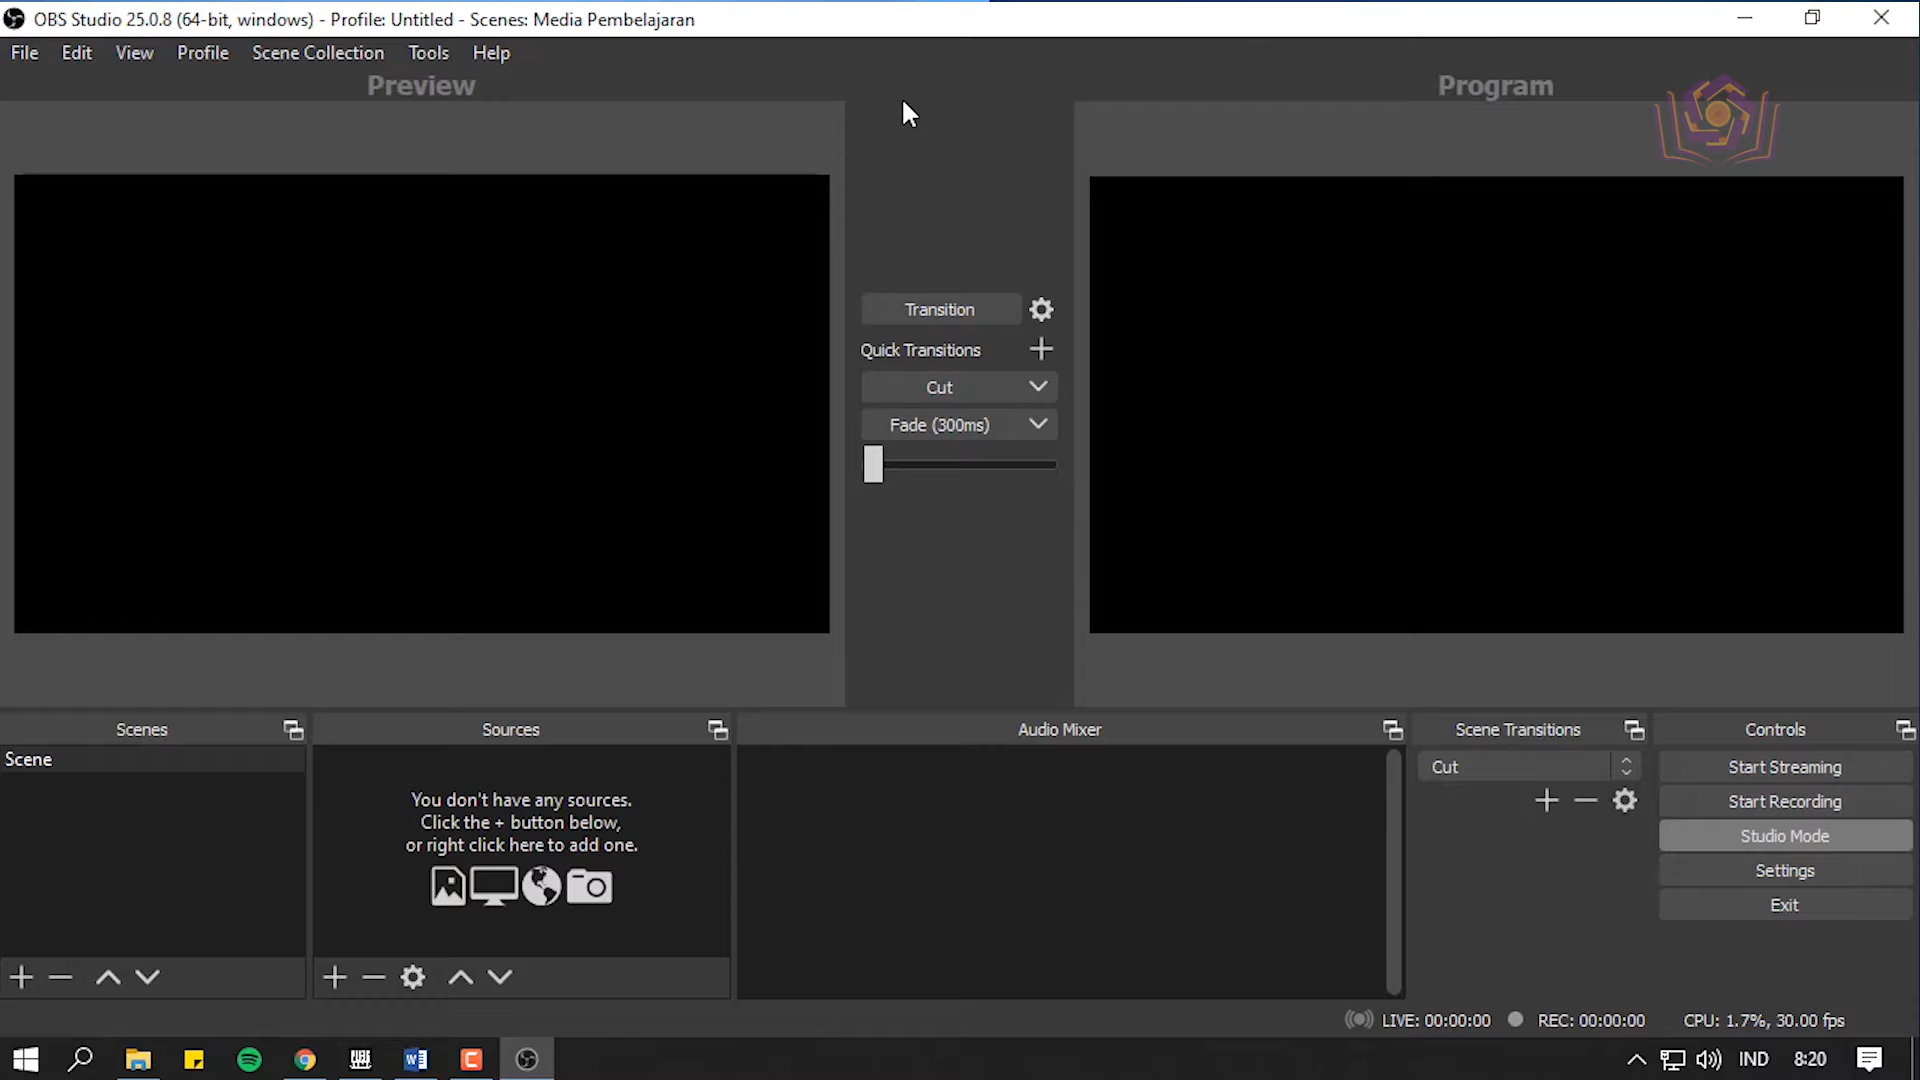 OBS Studio 25.0.8 (64-bit, windows) - Profile: Untitled - Scenes: Media Pembelajaran
File Edit View Profile Scene Collection Tools Help
Preview
Program
Transition
Quick Transitions
Cut
Fade (300ms)
Scenes
Scene
Sources
You don't have any sources.
Click the + button below,
or right click here to add one.
Audio Mixer
Scene Transitions
Cut
Controls
Start Streaming
Start Recording
Studio Mode
Settings
Exit
LIVE: 00:00:00 REC: 00:00:00 CPU: 1.7%, 30.00 fps
IND 8:20